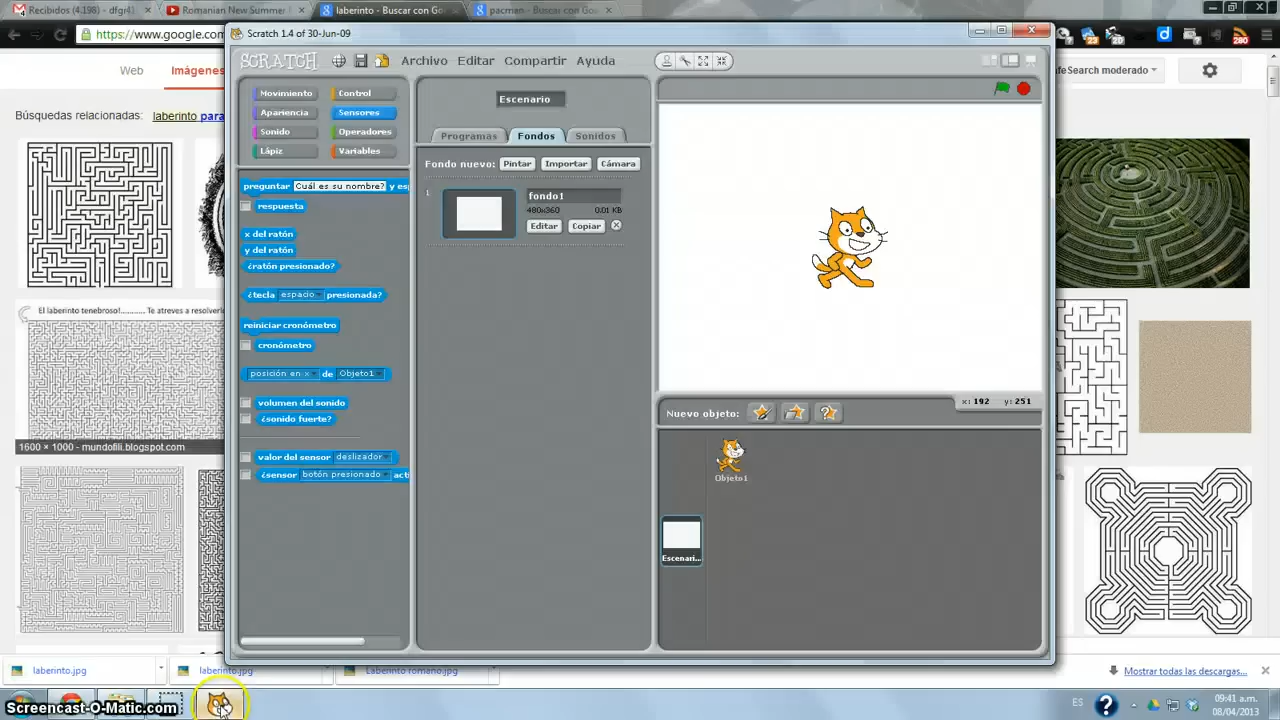 Recibidos (4.198) - dfgr41
Romanian New Summer
laberinto - Buscar con Go
pacmen - Buscar con Go
https://www.google.com
Scratch 1.4 of 30-Jun-09
SCRATCH
Archivo
Editar
Compartir
Ayuda
Web
Imágenes
SafeSearch moderado
Búsquedas relacionadas: laberinto para
Movimiento
Control
Apariencia
Sensores
Sonido
Operadores
Lápiz
Variables
Escenario
Programas
Fondos
Sonidos
Fondo nuevo:
Pintar
Importar
Cámara
1
fondo1
480x360
0.01 KB
Editar
Copiar
preguntar Cuál es su nombre? y esp
respuesta
x del ratón
y del ratón
¿ratón presionado?
¿tecla espacio presionada?
reiniciar cronómetro
cronómetro
posición en x de Objeto1
volumen del sonido
¿sonido fuerte?
valor del sensor deslizador
¿sensor botón presionado acti
x: 192 y: 251
Nuevo objeto:
Objeto1
Escenari...
El laberinto tenebroso!........... Te atreves a resolverlo
1600 × 1000 - mundofili.blogspot.com
laberinto.jpg
laberinto.jpg
Laberinto romano.jpg
Mostrar todas las descargas...
Screencast-O-Matic.com
ES
09:41 a.m.
08/04/2013